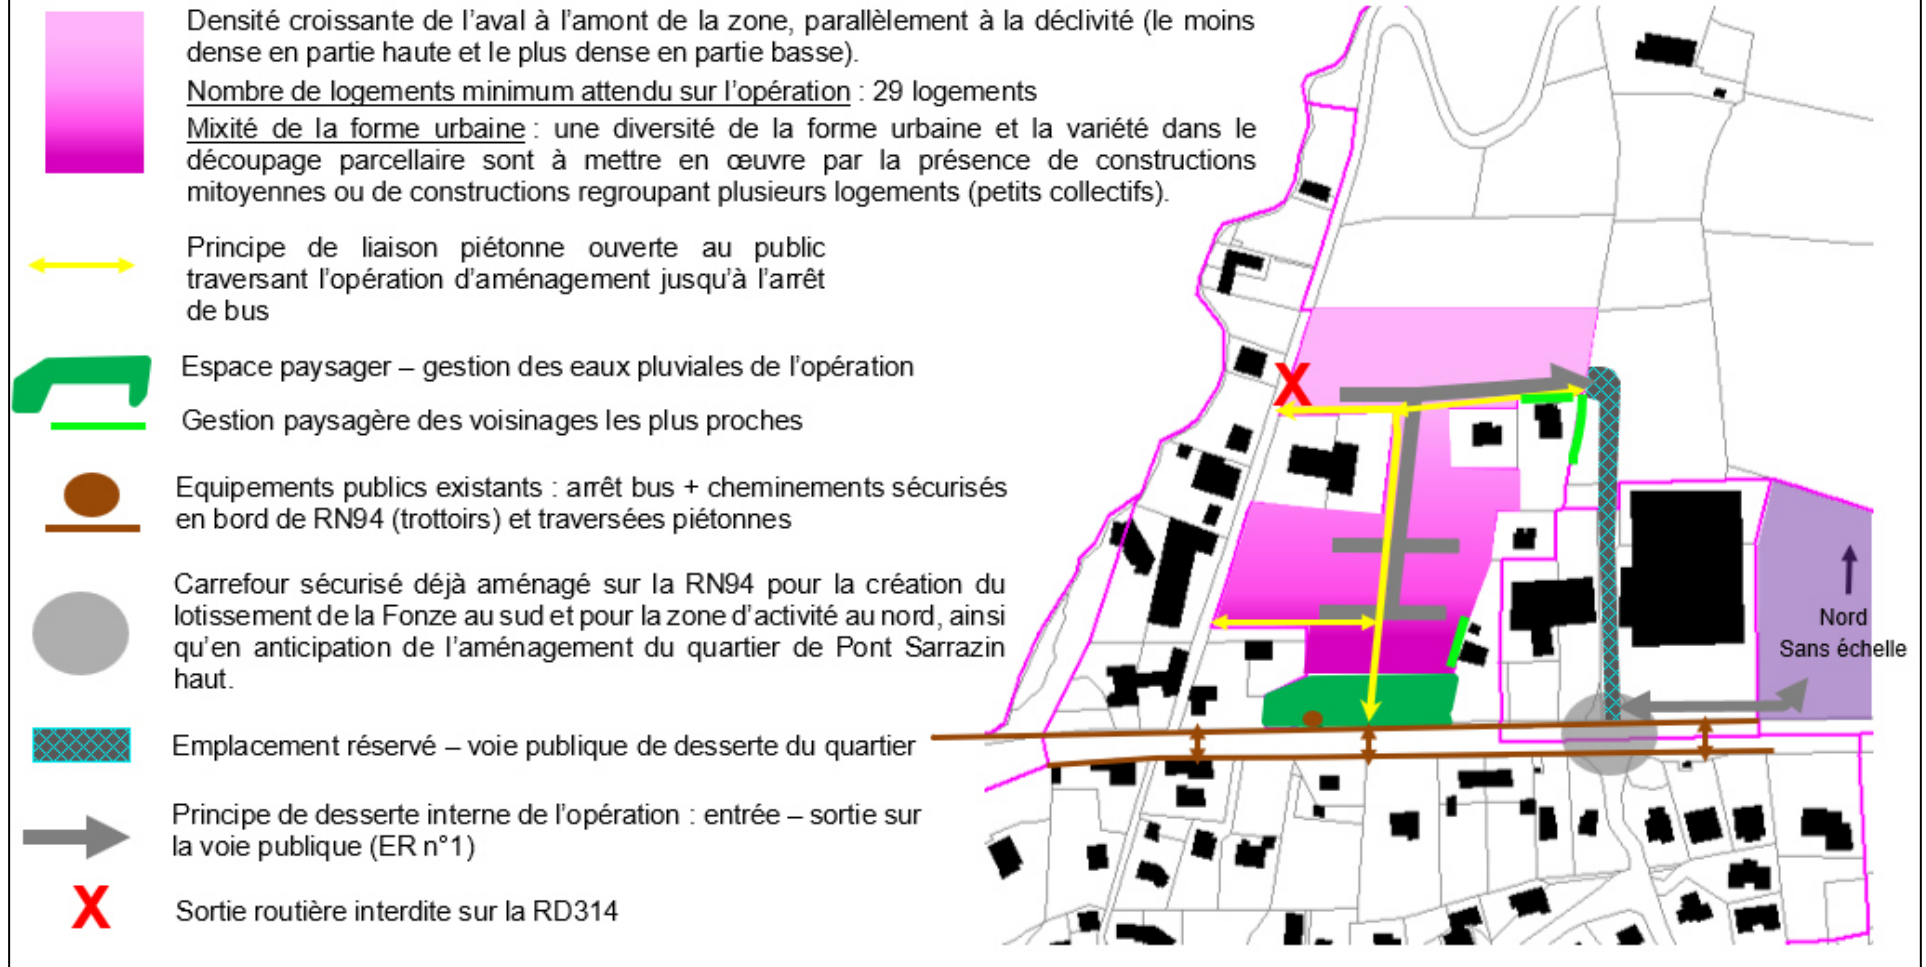 Densité croissante de l'aval à l'amont de la zone, parallèlement à la déclivité (le moins
dense en partie haute et le plus dense en partie basse).
Nombre de logements minimum attendu sur l'opération : 29 logements
Mixité de la forme urbaine : une diversité de la forme urbaine et la variété dans le
découpage parcellaire sont à mettre en œuvre par la présence de constructions
mitoyennes ou de constructions regroupant plusieurs logements (petits collectifs).
Principe de liaison piétonne ouverte au public
traversant l'opération d'aménagement jusqu'à l'arrêt
de bus
Espace paysager – gestion des eaux pluviales de l'opération
Gestion paysagère des voisinages les plus proches
Equipements publics existants : arrêt bus + cheminements sécurisés
en bord de RN94 (trottoirs) et traversées piétonnes
Carrefour sécurisé déjà aménagé sur la RN94 pour la création du
lotissement de la Fonze au sud et pour la zone d'activité au nord, ainsi
qu'en anticipation de l'aménagement du quartier de Pont Sarrazin
haut.
Emplacement réservé – voie publique de desserte du quartier
Principe de desserte interne de l'opération : entrée – sortie sur
la voie publique (ER n°1)
X
Sortie routière interdite sur la RD314
X
Nord
Sans échelle